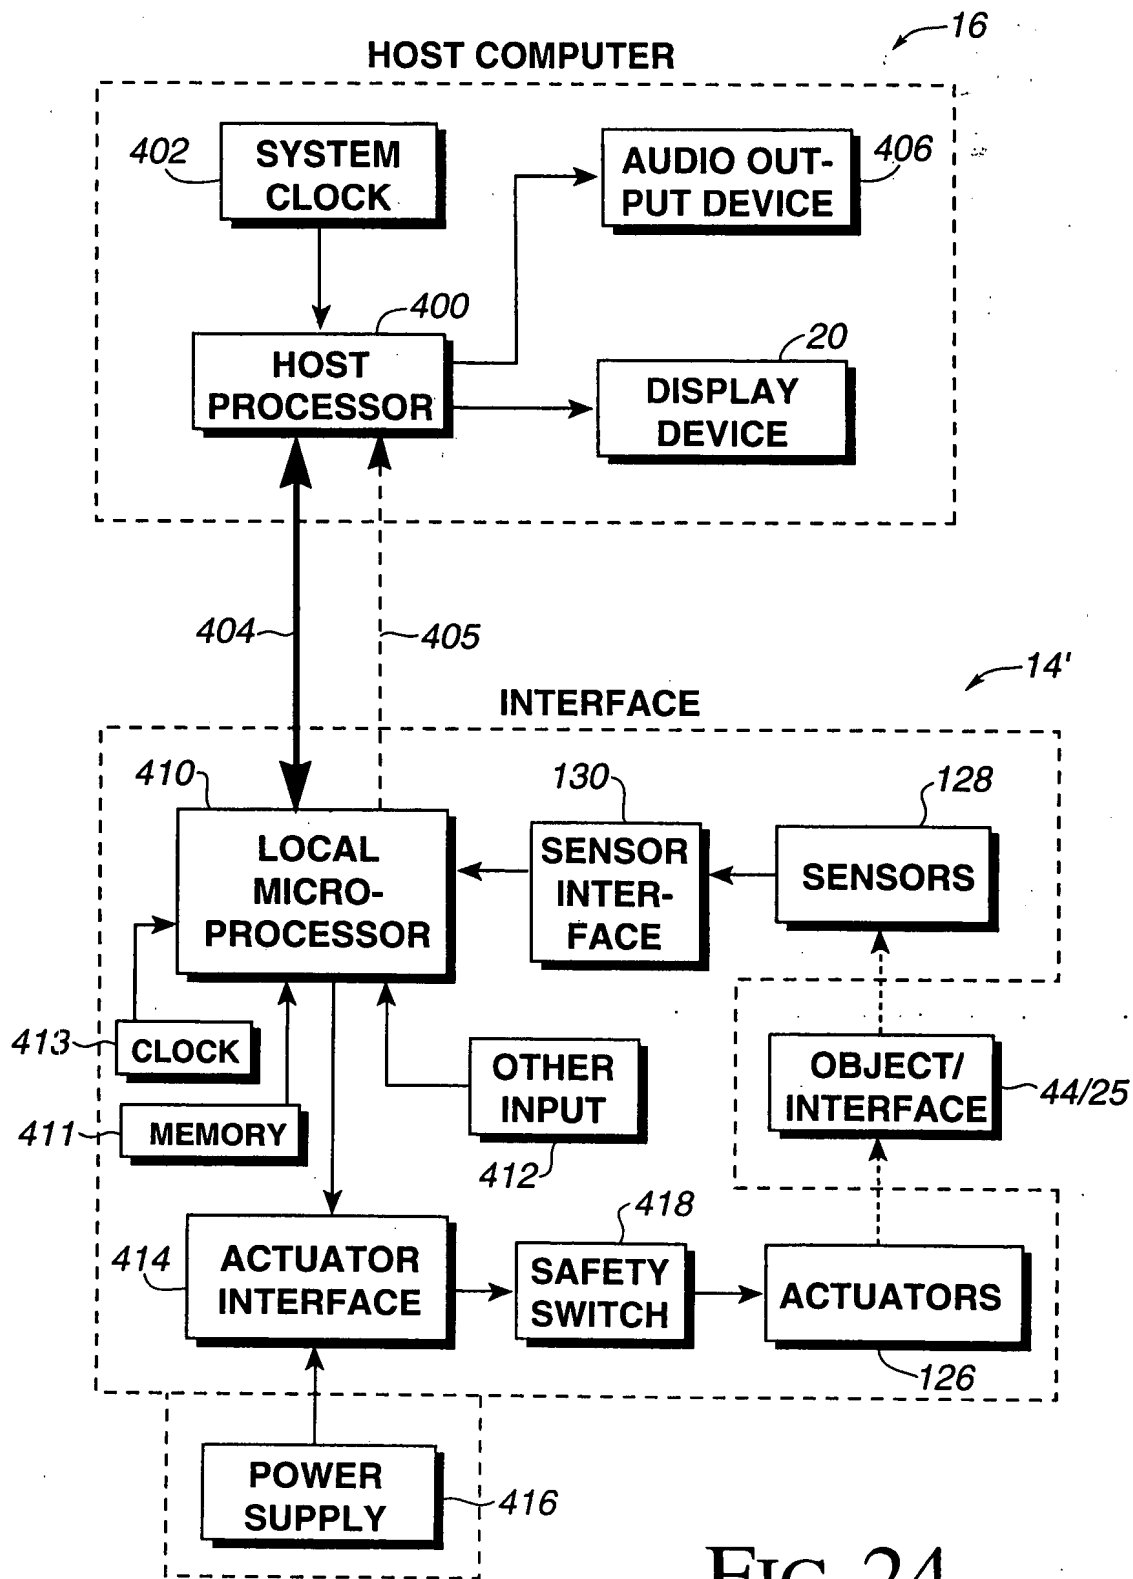 16
HOST COMPUTER
402
SYSTEM
CLOCK
AUDIO OUT-
PUT DEVICE
406
400
HOST
PROCESSOR
20
DISPLAY
DEVICE
404
405
14'
INTERFACE
410
LOCAL
MICRO-
PROCESSOR
130
SENSOR
INTER-
FACE
128
SENSORS
413
CLOCK
411
MEMORY
OTHER
INPUT
412
OBJECT/
INTERFACE
44/25
414
ACTUATOR
INTERFACE
418
SAFETY
SWITCH
ACTUATORS
126
POWER
SUPPLY
416
FIG. 24